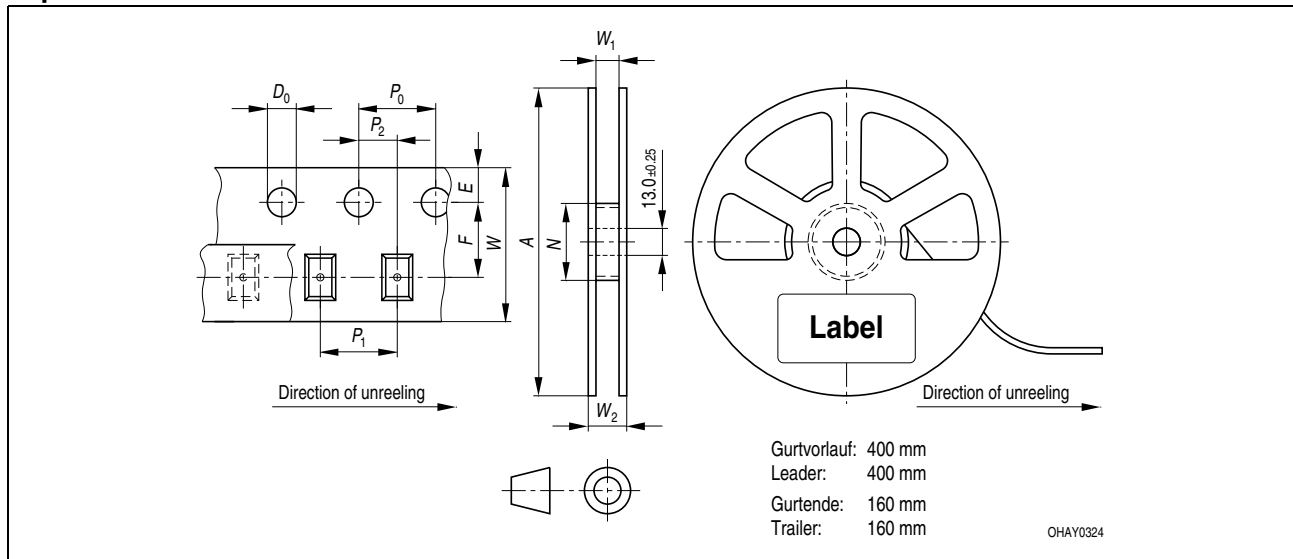 W₁
D₀
P₀
P₂
E
F
W
A
N
13.0±0.25
P₁
W₂
Label
Direction of unreeling
Direction of unreeling
Gurtvorlauf: 400 mm
Leader: 400 mm
Gurtende: 160 mm
Trailer: 160 mm
OHAY0324